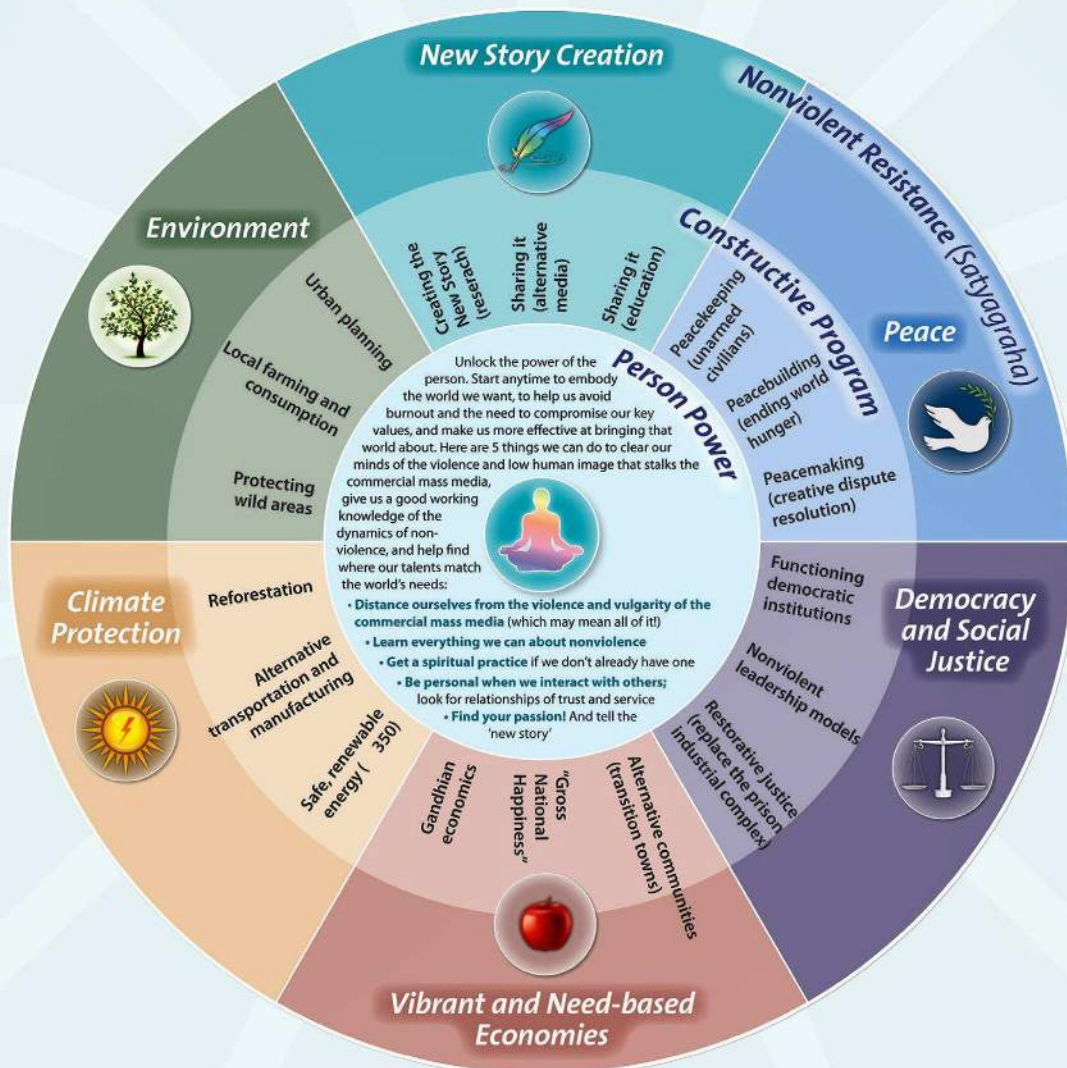 New Story Creation
Creating the
New Story
(reserach)
Sharing it
(alternative
media)
Sharing it
(education)
Nonviolent Resistance (Satyagraha)
Constructive Program
Person Power
Peace
Peacekeeping
(unarmed
civilians)
Peacebuilding
(ending world
hunger)
Peacemaking
(creative dispute
resolution)
Democracy
and Social
Justice
Functioning
democratic
institutions
Nonviolent
leadership models
Restorative justice
(replace the prison
industrial complex)
Vibrant and Need-based
Economies
Alternative communities
(transition towns)
"Gross
National
Happiness"
Gandhian
economics
Climate
Protection
Safe, renewable
energy ( 350)
Alternative
transportation and
manufacturing
Reforestation
Environment
Protecting
wild areas
Local farming and
consumption
Urban planning
Unlock the power of the
person. Start anytime to embody
the world we want, to help us avoid
burnout and the need to compromise our key
values, and make us more effective at bringing that
world about. Here are 5 things we can do to clear our
minds of the violence and low human image that stalks the
commercial mass media,
give us a good working
knowledge of the
dynamics of non-
violence, and help find
where our talents match
the world's needs:
• Distance ourselves from the violence and vulgarity of the
commercial mass media (which may mean all of it!)
• Learn everything we can about nonviolence
• Get a spiritual practice if we don't already have one
• Be personal when we interact with others;
look for relationships of trust and service
• Find your passion! And tell the
'new story'